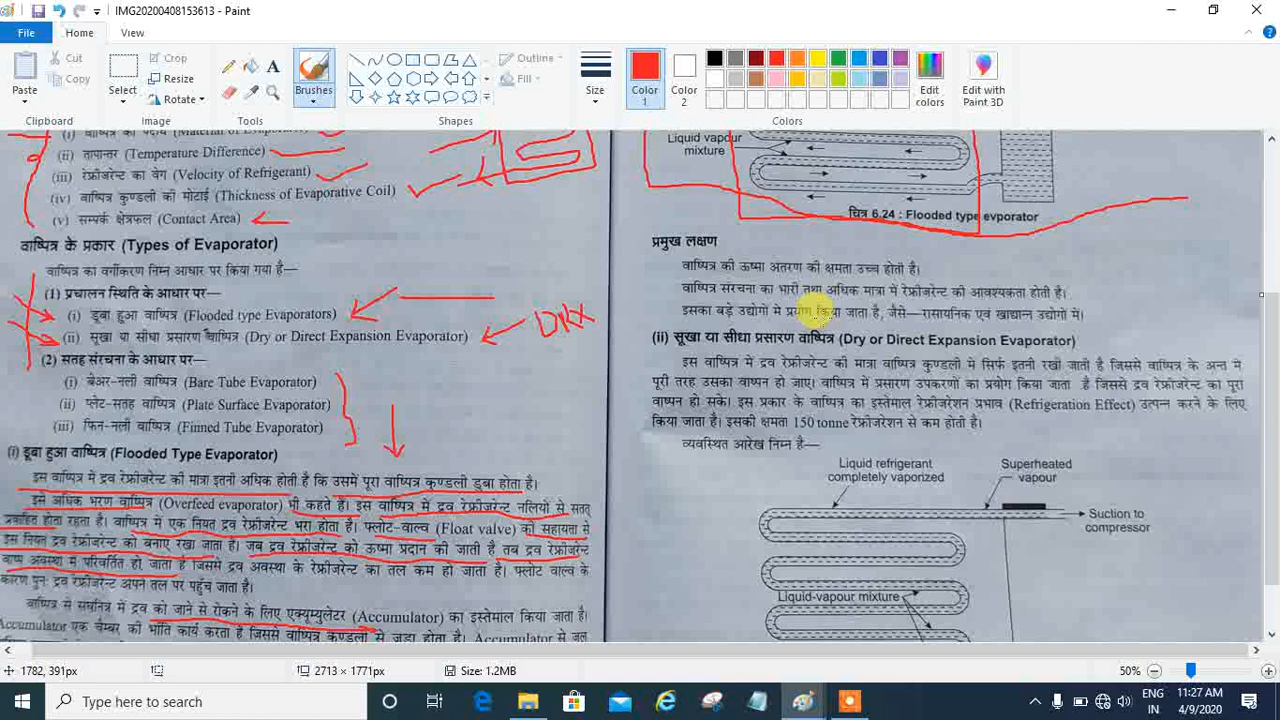 IMG20200408153613 - Paint
File
Home
View
Paste
Cut
Copy
Clipboard
Select
Crop
Resize
Rotate
Image
Tools
Brushes
Shapes
Outline
Fill
Size
Color 1
Color 2
Colors
Edit colors
Edit with Paint 3D
(i) वाष्पित्र का पदार्थ (Material of Evaporator)
(ii) तापान्तर (Temperature Difference)
(iii) रेफ्रीजरेन्ट का वेग (Velocity of Refrigerant)
(iv) वाष्पित्र कुण्डली की मोटाई (Thickness of Evaporative Coil)
(v) सम्पर्क क्षेत्रफल (Contact Area)
वाष्पित्र के प्रकार (Types of Evaporator)
वाष्पित्र का वर्गीकरण निम्न आधार पर किया गया है—
(1) प्रचालन स्थिति के आधार पर—
(i) डूबा हुआ वाष्पित्र (Flooded type Evaporators)
(ii) सूखा या सीधा प्रसारण वाष्पित्र (Dry or Direct Expansion Evaporator)
DRX
(2) सतह संरचना के आधार पर—
(i) बेअर-नली वाष्पित्र (Bare Tube Evaporator)
(ii) प्लेट-सतह वाष्पित्र (Plate Surface Evaporator)
(iii) फिन-नली वाष्पित्र (Finned Tube Evaporator)
(i) डूबा हुआ वाष्पित्र (Flooded Type Evaporator)
इस वाष्पित्र में द्रव रेफ्रीजरेन्ट की मात्रा इतनी अधिक होती है कि उसमें पूरा वाष्पित्र कुण्डली डुबा होता है।
इसे अधिक भरण वाष्पित्र (Overfeed evaporator) भी कहते है। इस वाष्पित्र में द्रव रेफ्रीजरेन्ट नलियों से सतत्
प्रवाहित होता रहता है। वाष्पित्र में एक नियत द्रव रेफ्रीजरेन्ट भरा होता है। फ्लोट-वाल्व (Float valve) की सहायता से
इस नियत द्रव रेफ्रीजरेन्ट को बनाए रखा जाता है। जब द्रव रेफ्रीजरेन्ट को ऊष्मा प्रदान की जाती है तब द्रव रेफ्रीजरेन्ट
वाष्प अवस्था में परिवर्तित हो जाता है जिससे द्रव अवस्था के रेफ्रीजरेन्ट का तल कम हो जाता है। फ्लोट वाल्व के
कारण पुनः द्रव रेफ्रीजरेन्ट अपने तल पर पहुँच जाता है।
वाष्पित्र से संघनित्र में द्रव को जाने से रोकने के लिए एक्युम्युलेटर (Accumulator) का इस्तेमाल किया जाता है।
Accumulator एक चैम्बर की भांति कार्य करता है जिससे वाष्पित्र कुण्डली से जुडा होता है। Accumulator से जल
Liquid vapour
mixture
चित्र 6.24 : Flooded type evporator
प्रमुख लक्षण
वाष्पित्र की ऊष्मा अतरण की क्षमता उच्च होती है।
वाष्पित्र संरचना का भारी तथा अधिक मात्रा में रेफ्रीजरेन्ट की आवश्यकता होती है।
इसका बड़े उद्योगो मे प्रयोग किया जाता है, जैसे— रासायनिक एवं खाद्यान्न उद्योगो में।
(ii) सूखा या सीधा प्रसारण वाष्पित्र (Dry or Direct Expansion Evaporator)
इस वाष्पित्र में द्रव रेफ्रीजरेन्ट की मात्रा वाष्पित्र कुण्डली में सिर्फ इतनी रखी जाती है जिससे वाष्पित्र के अन्त मे
पूरी तरह उसका वाष्पन हो जाए। वाष्पित्र में प्रसारण उपकरणों का प्रयोग किया जाता है जिससे द्रव रेफ्रीजरेन्ट का पूरा
वाष्पन हो सके। इस प्रकार के वाष्पित्र का इस्तेमाल रेफ्रीजरेशन प्रभाव (Refrigeration Effect) उत्पन्न करने के लिए
किया जाता है। इसकी क्षमता 150 tonne रेफ्रीजरेशन से कम होती है।
व्यवस्थित आरेख निम्न है—
Liquid refrigerant
completely vaporized
Superheated
vapour
Suction to
compressor
Liquid-vapour mixture
1782, 391px
2713 × 1771px
Size: 1.2MB
50%
Type here to search
ENG
IN
11:27 AM
4/9/2020